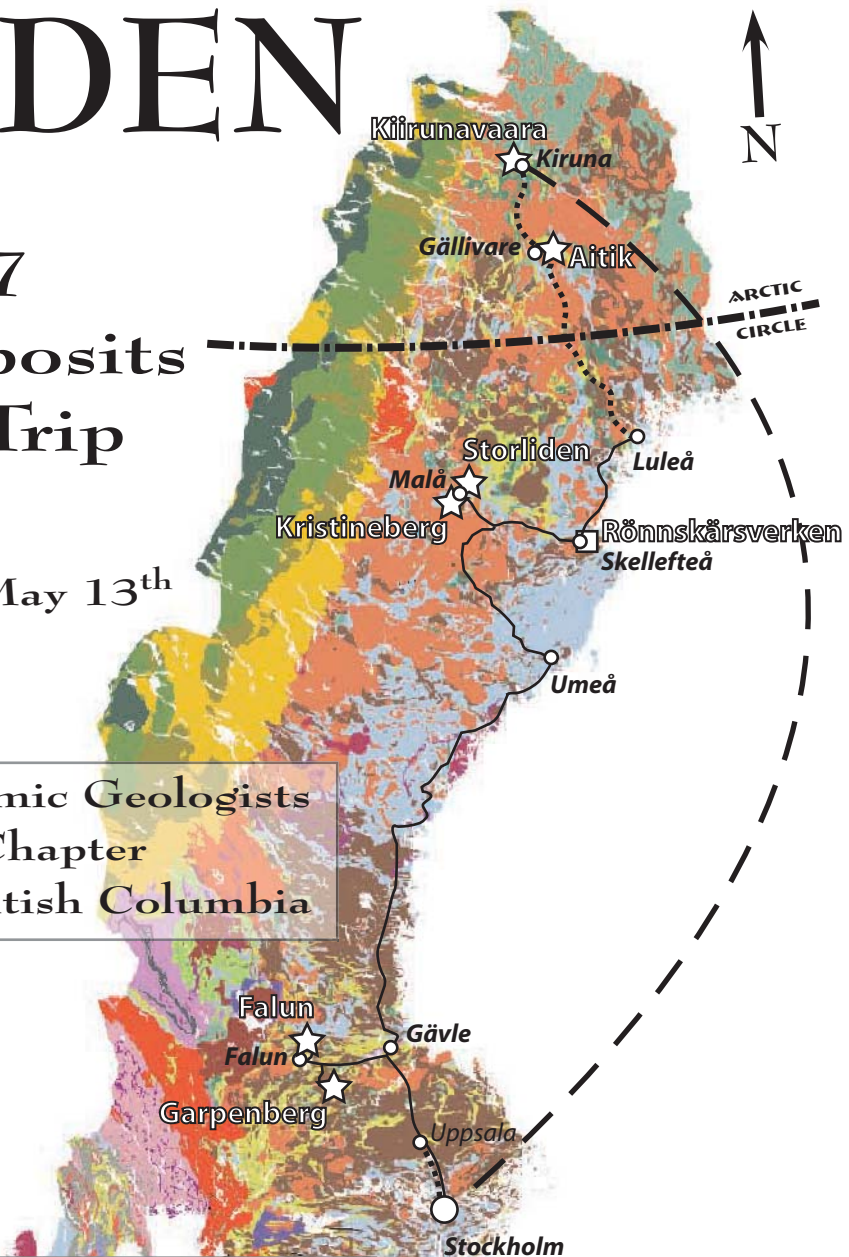 DEN
Kiirunavaara
Kiruna
N
Gällivare
Aitik
7
ARCTIC
CIRCLE
posits
Trip
Storliden
Luleå
Malå
Kristineberg
Rönnskärsverken
Skellefteå
May 13th
Umeå
mic Geologists
Chapter
tish Columbia
Falun
Gävle
Falun
Garpenberg
Uppsala
Stockholm